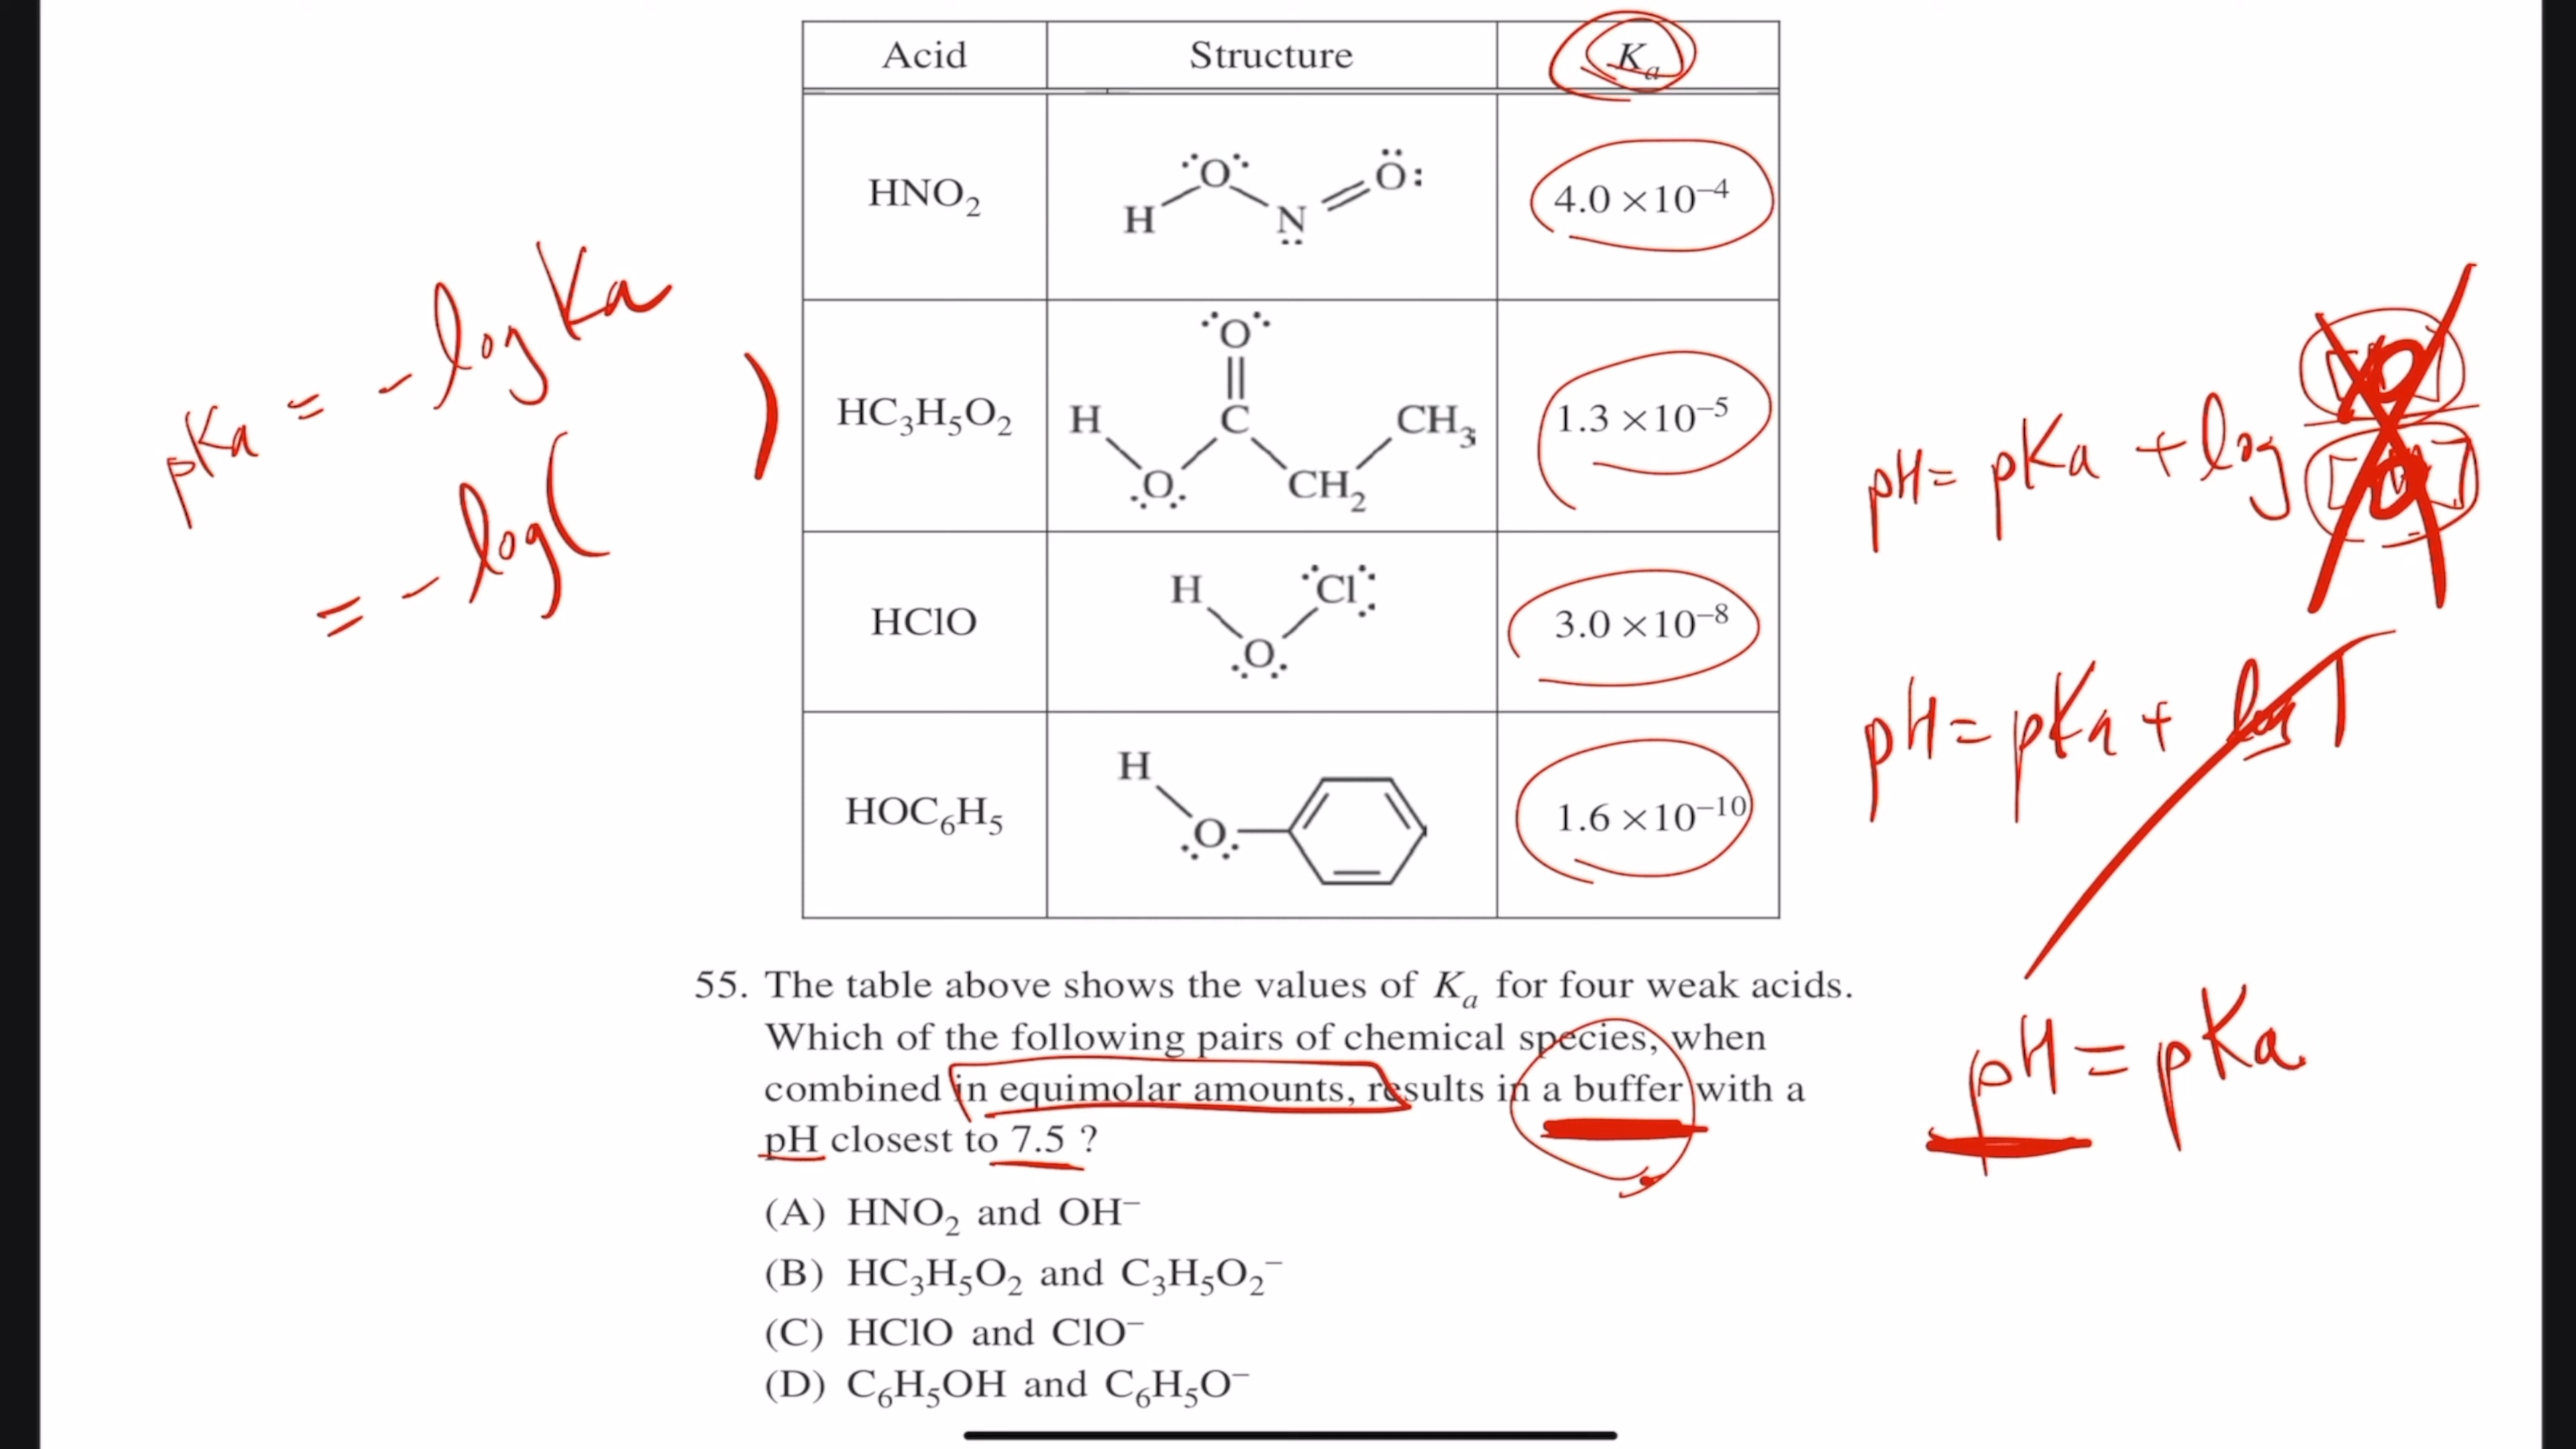 Acid Structure Kₐ
HNO₂ H O N O 4.0 ×10⁻⁴
HC₃H₅O₂ H O C O CH₂ CH₃ 1.3 ×10⁻⁵
HClO H O Cl 3.0 ×10⁻⁸
HOC₆H₅ H O 1.6 ×10⁻¹⁰
pKa = - log Ka
= - log( )
pH = pKa + log
pH = pKa + log 1
pH = pKa
55. The table above shows the values of Kₐ for four weak acids.
Which of the following pairs of chemical species, when
combined in equimolar amounts, results in a buffer with a
pH closest to 7.5 ?
(A) HNO₂ and OH⁻
(B) HC₃H₅O₂ and C₃H₅O₂⁻
(C) HClO and ClO⁻
(D) C₆H₅OH and C₆H₅O⁻